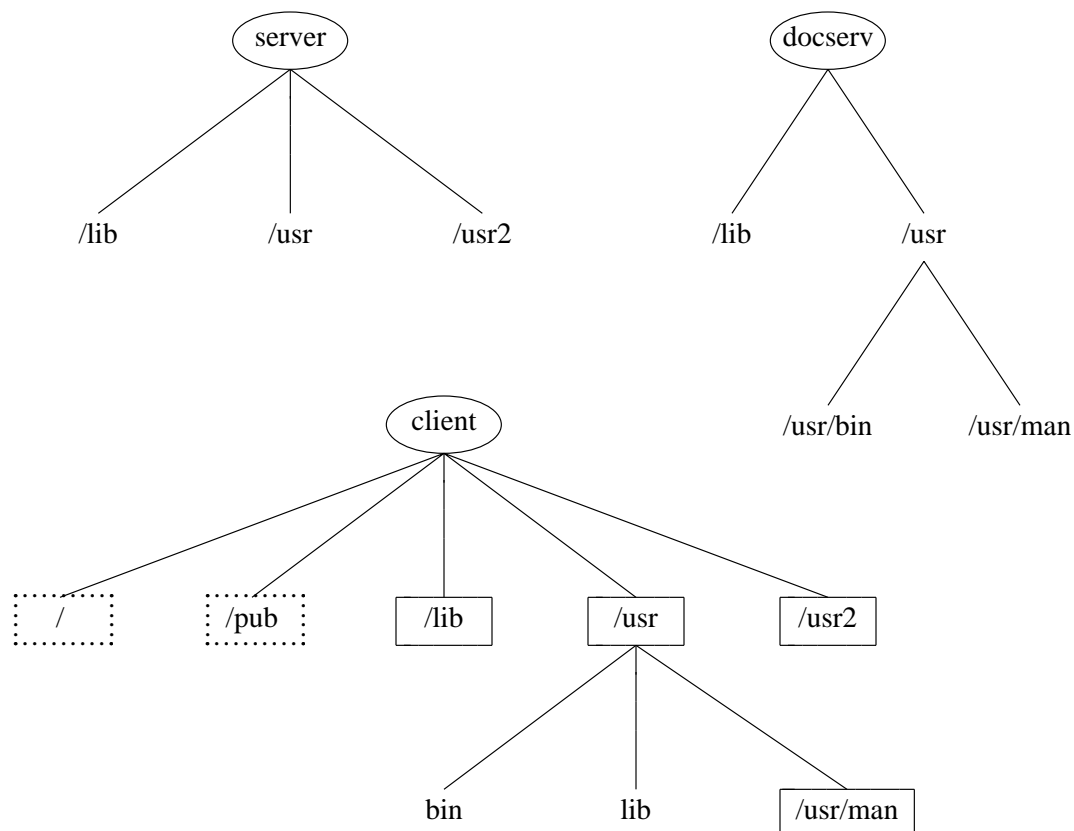 server
docserv
/lib
/usr
/usr2
/lib
/usr
/usr/bin
/usr/man
client
/
/pub
/lib
/usr
/usr2
bin
lib
/usr/man